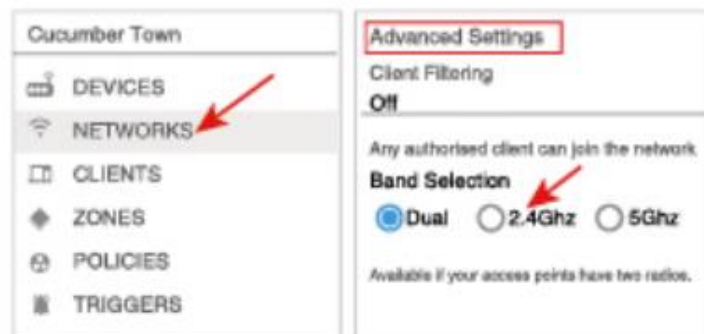 Cucumber Town
DEVICES
NETWORKS
CLIENTS
ZONES
POLICIES
TRIGGERS
Advanced Settings
Client Filtering
Off
Any authorised client can join the network
Band Selection
Dual 2.4Ghz 5Ghz
Available if your access points have two radios.